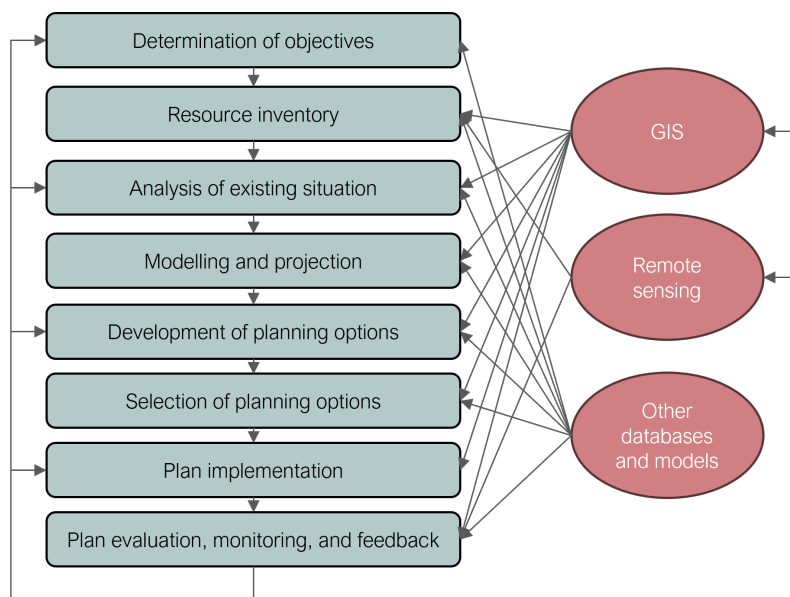 Determination of objectives
Resource inventory
Analysis of existing situation
Modelling and projection
Development of planning options
Selection of planning options
Plan implementation
Plan evaluation, monitoring, and feedback
GIS
Remote
sensing
Other
databases
and models